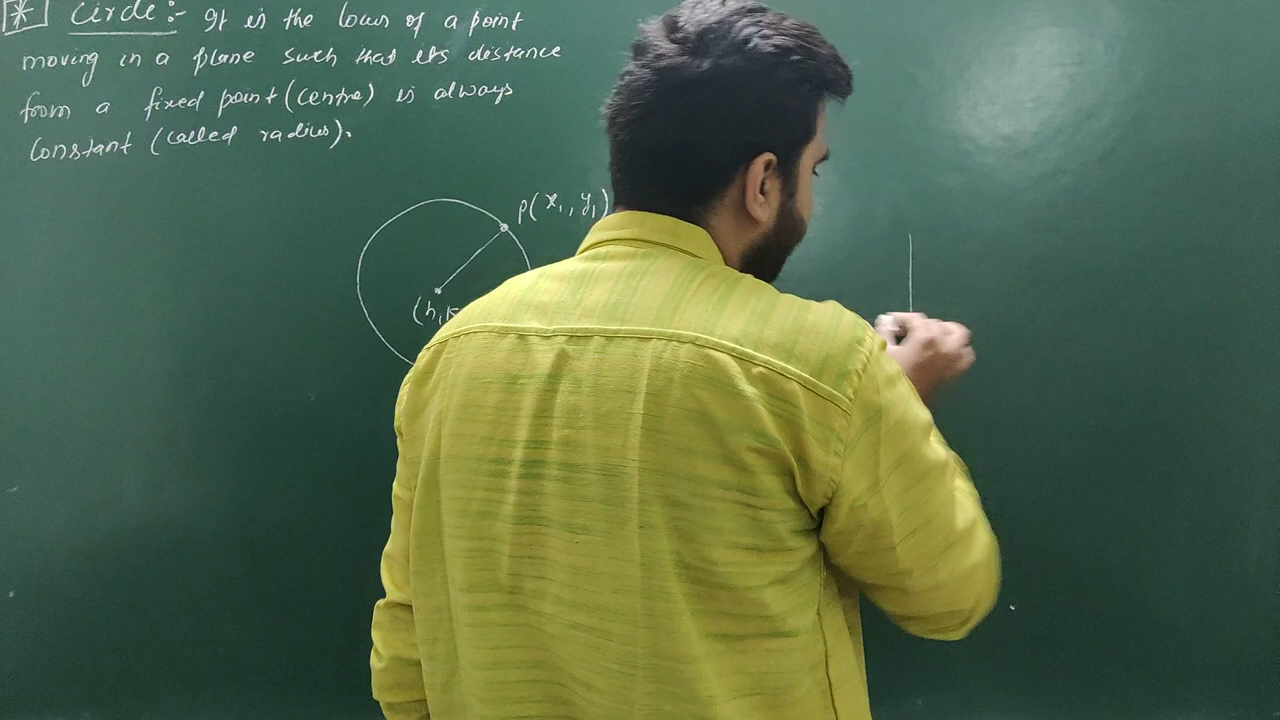 * Circle :- It is the locus of a point
moving in a plane such that its distance
from a fixed point (centre) is always
Constant (called radius).
P(x₁, y₁)
(h, k